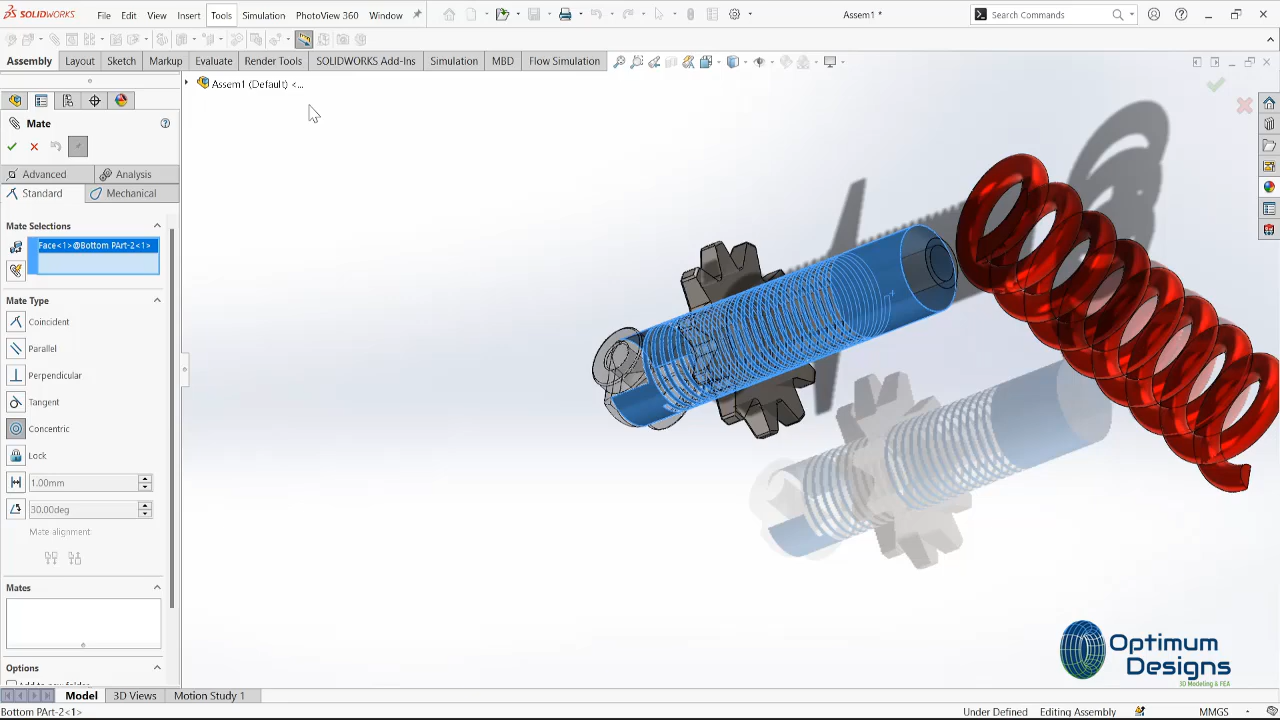 SOLIDWORKS File Edit View Insert Tools Simulation PhotoView 360 Window Assem1 * Search Commands
Assembly Layout Sketch Markup Evaluate Render Tools SOLIDWORKS Add-Ins Simulation MBD Flow Simulation
Assem1 (Default) <...
Mate
Advanced Analysis
Standard Mechanical
Mate Selections
Face<1>@Bottom PArt-2<1>
Mate Type
Coincident
Parallel
Perpendicular
Tangent
Concentric
Lock
1.00mm
30.00deg
Mate alignment:
Mates
Options
Optimum
Designs
3D Modeling & FEA
Model 3D Views Motion Study 1
Bottom PArt-2<1> Under Defined Editing Assembly MMGS